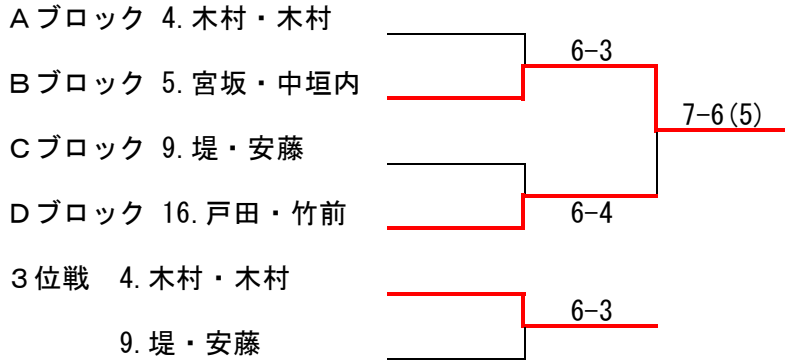 Ａブロック 4.木村・木村
6-3
Ｂブロック 5.宮坂・中垣内
7-6(5)
Ｃブロック 9.堤・安藤
Ｄブロック 16.戸田・竹前
6-4
３位戦 4.木村・木村
6-3
9.堤・安藤